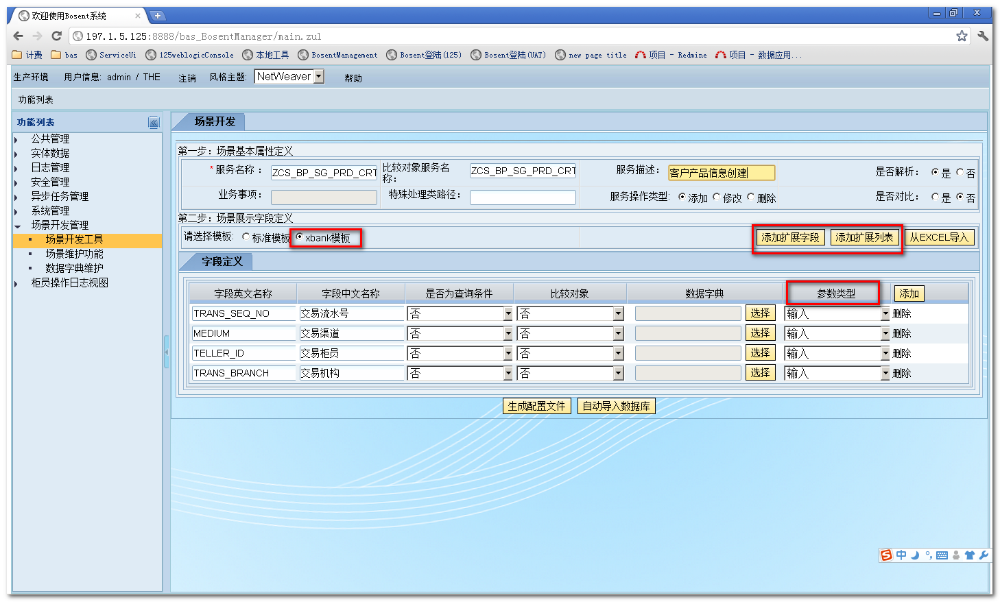 欢迎使用Bosent系统
197.1.5.125:8888/bas_BosentManager/main.zul
计费 bas ServiceUi 125weblogicConsole 本地工具 BosentManagement Bosent登陆(125) Bosent登陆(UAT) new page title 项目 - Redmine 项目 - 数据应用...
生产环境 用户信息: admin / THE 注销 风格主题: NetWeaver 帮助
功能列表
功能列表
公共管理
实体数据
日志管理
安全管理
异步任务管理
系统管理
场景开发管理
场景开发工具
场景维护功能
数据字典维护
柜员操作日志视图
场景开发
第一步：场景基本属性定义
*服务名称： ZCS_BP_SG_PRD_CRT 比较对象服务名称： ZCS_BP_SG_PRD_CRT 服务描述： 客户产品信息创建 是否解析： 是 否
业务事项： 特殊处理类路径： 服务操作类型: 添加 修改 删除 是否对比： 是 否
第二步：场景展示字段定义
请选择模板: 标准模板 xbank模板 添加扩展字段 添加扩展列表 从EXCEL导入
字段定义
字段英文名称 字段中文名称 是否为查询条件 比较对象 数据字典 参数类型 添加
TRANS_SEQ_NO 交易流水号 否 否 选择 输入 删除
MEDIUM 交易渠道 否 否 选择 输入 删除
TELLER_ID 交易柜员 否 否 选择 输入 删除
TRANS_BRANCH 交易机构 否 否 选择 输入 删除
生成配置文件 自动导入数据库
中